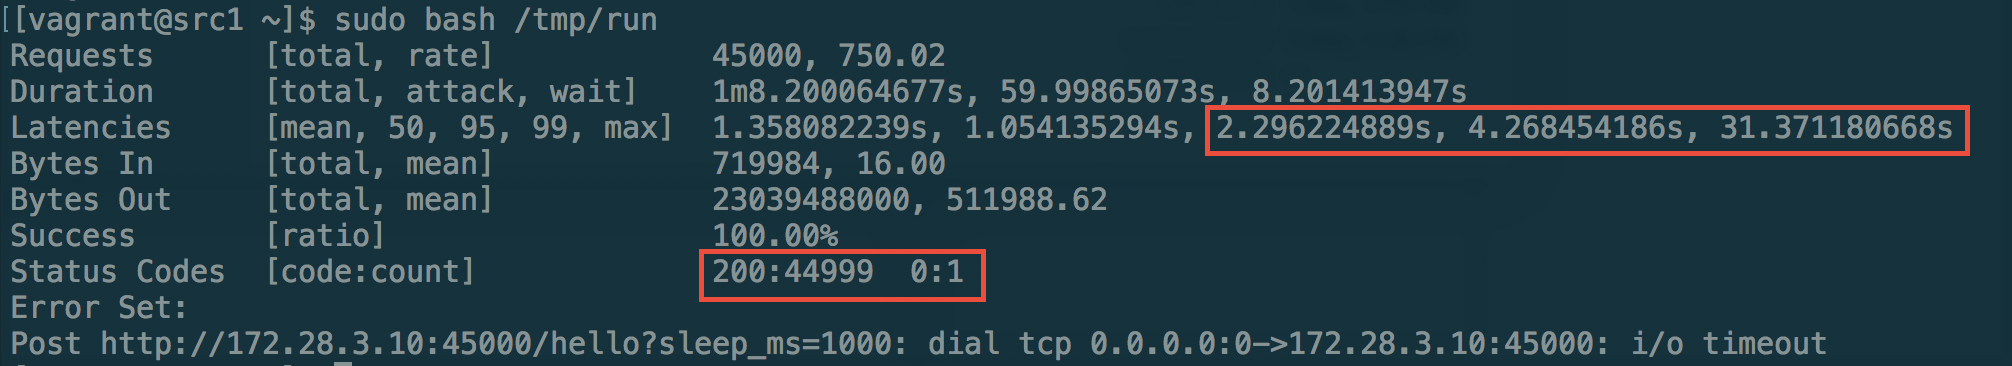 [[vagrant@src1 ~]$ sudo bash /tmp/run
Requests      [total, rate]            45000, 750.02
Duration      [total, attack, wait]    1m8.200064677s, 59.99865073s, 8.201413947s
Latencies     [mean, 50, 95, 99, max]  1.358082239s, 1.054135294s, 2.296224889s, 4.268454186s, 31.371180668s
Bytes In      [total, mean]            719984, 16.00
Bytes Out     [total, mean]            23039488000, 511988.62
Success       [ratio]                  100.00%
Status Codes  [code:count]             200:44999  0:1
Error Set:
Post http://172.28.3.10:45000/hello?sleep_ms=1000: dial tcp 0.0.0.0:0->172.28.3.10:45000: i/o timeout